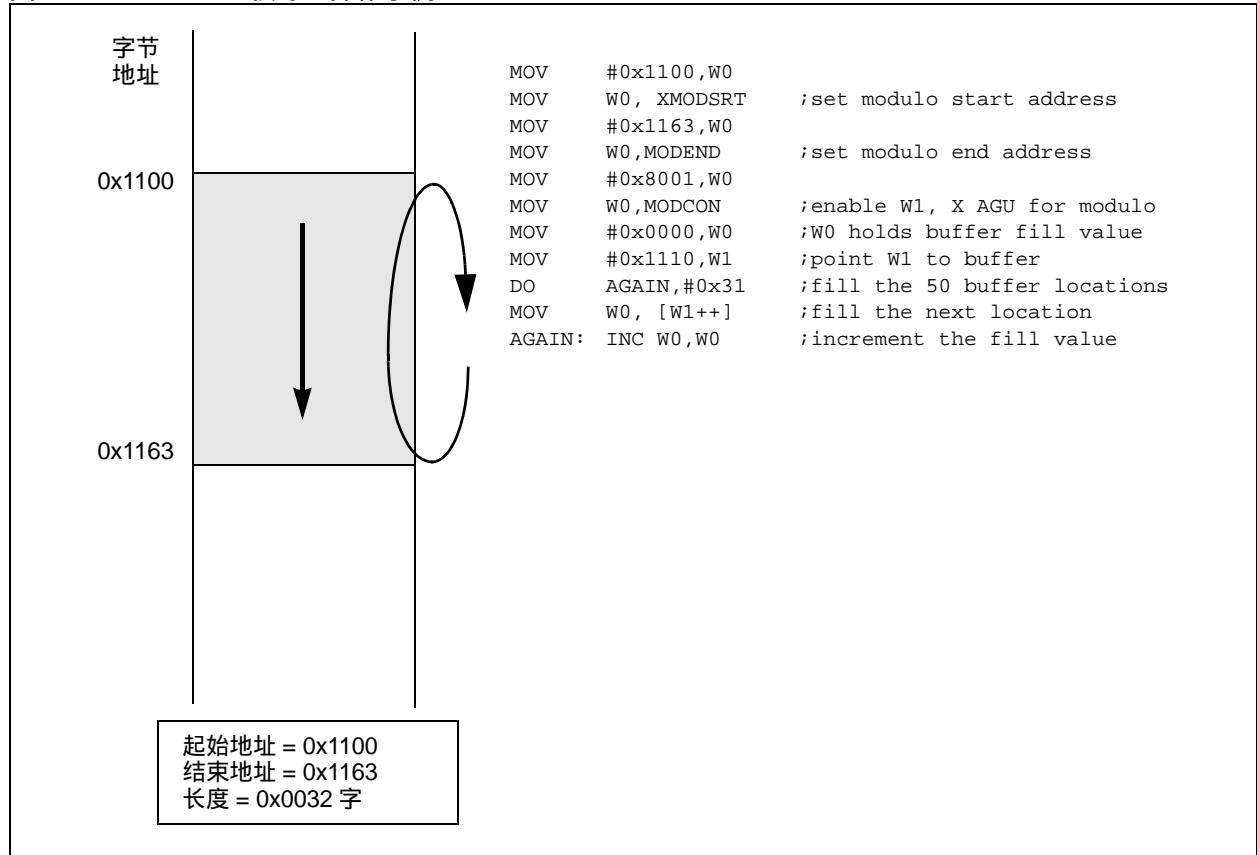 字节
地址
0x1100
0x1163
MOV #0x1100,W0
MOV W0, XMODSRT ;set modulo start address
MOV #0x1163,W0
MOV W0,MODEND ;set modulo end address
MOV #0x8001,W0
MOV W0,MODCON ;enable W1, X AGU for modulo
MOV #0x0000,W0 ;W0 holds buffer fill value
MOV #0x1110,W1 ;point W1 to buffer
DO AGAIN,#0x31 ;fill the 50 buffer locations
MOV W0, [W1++] ;fill the next location
AGAIN: INC W0,W0 ;increment the fill value
起始地址 = 0x1100
结束地址 = 0x1163
长度 = 0x0032 字